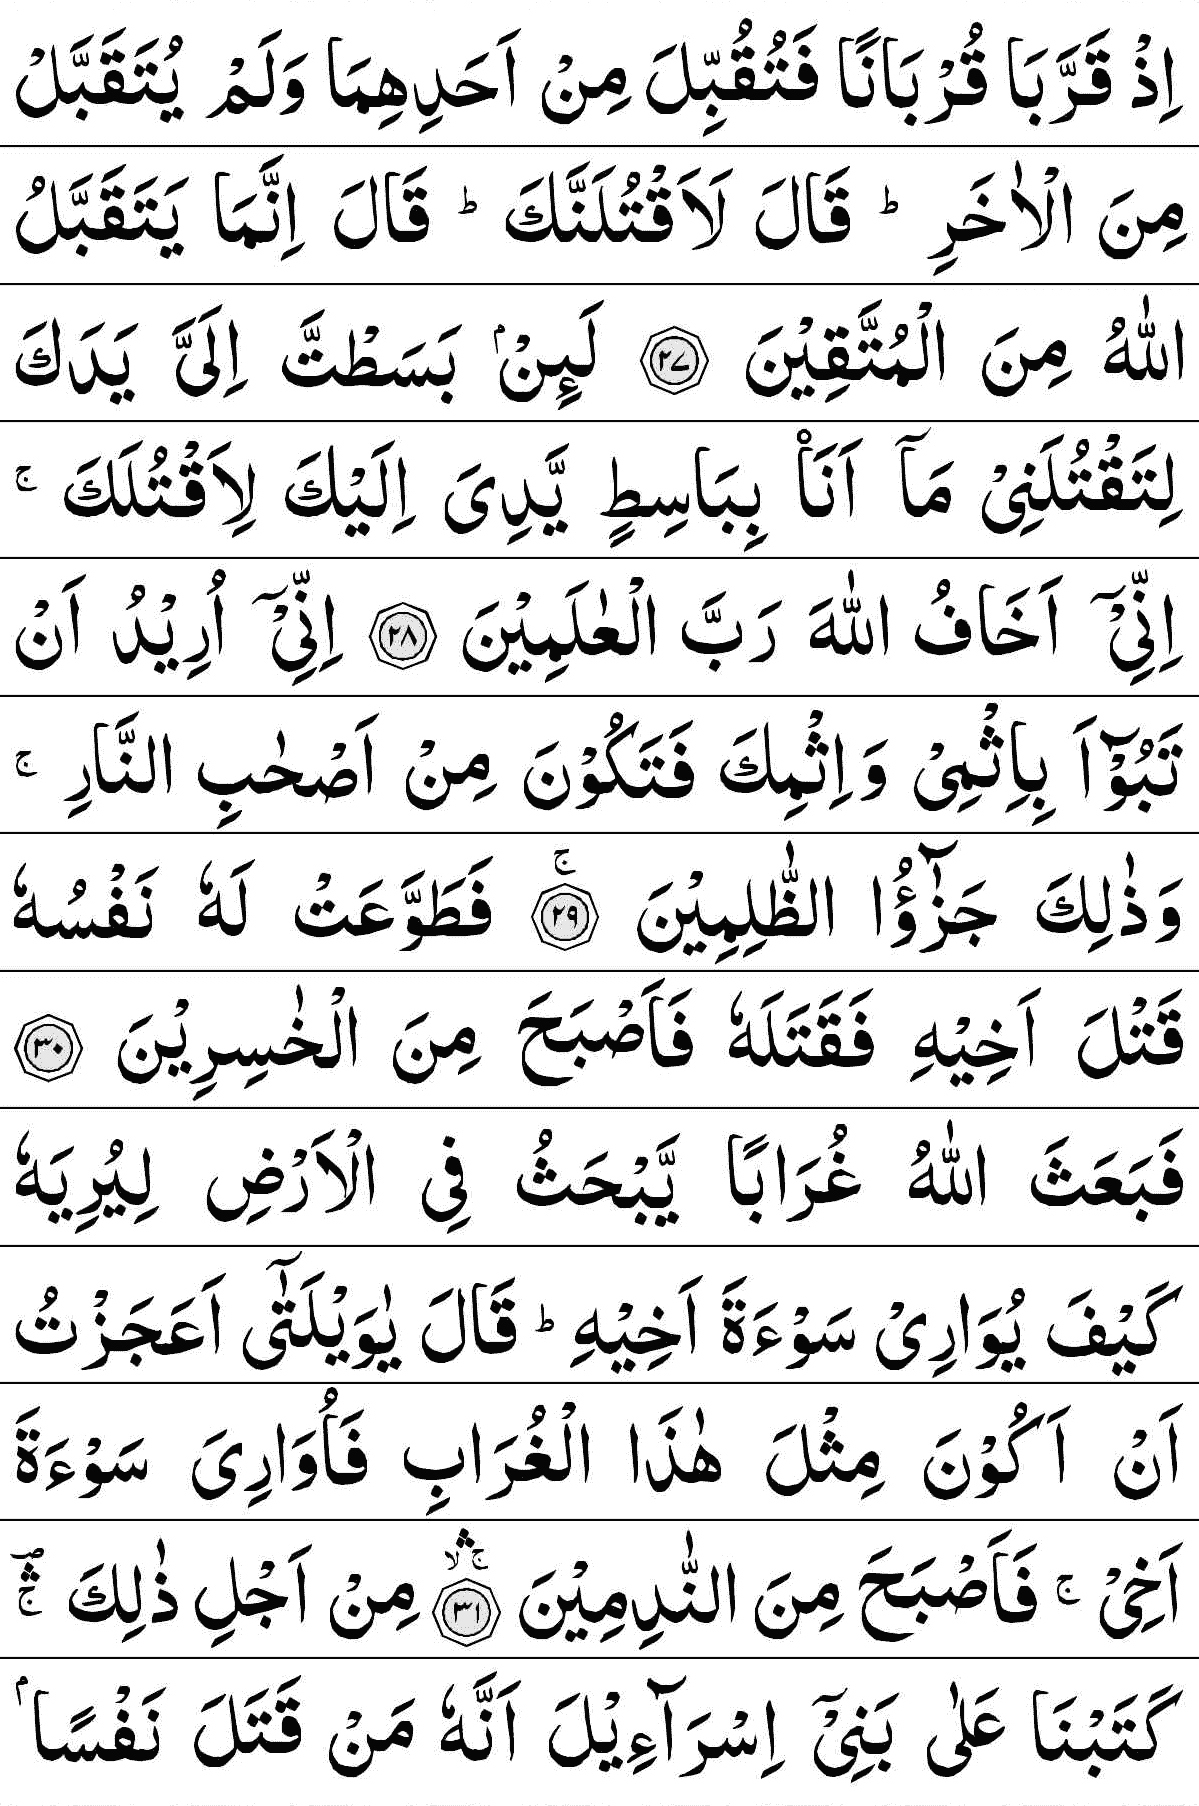 اِذْ قَرَّبَا قُرْبَانًا فَتُقُبِّلَ مِنْ اَحَدِهِمَا وَلَمْ يُتَقَبَّلْ
مِنَ الْاٰخَرِ ؕ قَالَ لَاَقْتُلَنَّكَ ؕ قَالَ اِنَّمَا يَتَقَبَّلُ
اللّٰهُ مِنَ الْمُتَّقِيْنَ ﴿۲۷﴾ لَئِنْۢ بَسَطْتَّ اِلَىَّ يَدَكَ
لِتَقْتُلَنِىْ مَاۤ اَنَا۟ بِبَاسِطٍ يَّدِىَ اِلَيْكَ لِاَقْتُلَكَ ۚ
اِنِّىْۤ اَخَافُ اللّٰهَ رَبَّ الْعٰلَمِيْنَ ﴿۲۸﴾ اِنِّىْۤ اُرِيْدُ اَنْ
تَبُوْٓاَ بِاِثْمِىْ وَاِثْمِكَ فَتَكُوْنَ مِنْ اَصْحٰبِ النَّارِ ۚ
وَذٰلِكَ جَزٰٓؤُا الظّٰلِمِيْنَ ﴿۲۹﴾ۚ فَطَوَّعَتْ لَهٗ نَفْسُهٗ
قَتْلَ اَخِيْهِ فَقَتَلَهٗ فَاَصْبَحَ مِنَ الْخٰسِرِيْنَ ﴿۳۰﴾
فَبَعَثَ اللّٰهُ غُرَابًا يَّبْحَثُ فِى الْاَرْضِ لِيُرِيَهٗ
كَيْفَ يُوَارِىْ سَوْءَةَ اَخِيْهِ ؕ قَالَ يٰوَيْلَتٰٓى اَعَجَزْتُ
اَنْ اَكُوْنَ مِثْلَ هٰذَا الْغُرَابِ فَاُوَارِىَ سَوْءَةَ
اَخِىْ ۚ فَاَصْبَحَ مِنَ النّٰدِمِيْنَ ﴿۳۱﴾ۚۛۙ مِنْ اَجْلِ ذٰلِكَ ۛۚۖ
كَتَبْنَا عَلٰى بَنِىْۤ اِسْرَآءِيْلَ اَنَّهٗ مَنْ قَتَلَ نَفْسًاۢ